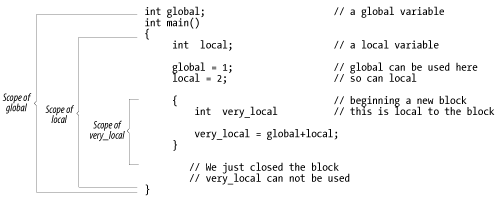 int global; // a global variable
int main()
{
int local; // a local variable
global = 1; // global can be used here
local = 2; // so can local
Scope of
global
Scope of
local
{ // beginning a new block
int very_local // this is local to the block
Scope of
very_local
very_local = global+local;
}
// We just closed the block
// very_local can not be used
}